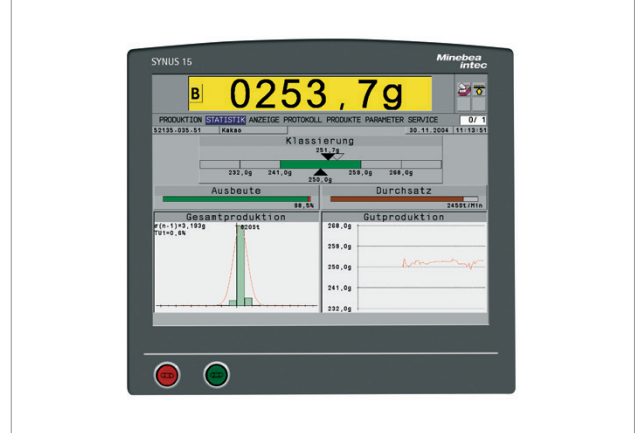 SYNUS 15
Minebea
intec
B 0253,7g
PRODUKTION STATISTIK ANZEIGE PROTOKOLL PRODUKTE PARAMETER SERVICE 0/ 1
52135-035-51 Kakao 30.11.2004 11:13:51
Klassierung
251,7g
232,0g 241,0g 259,0g 268,0g
250,0g
Ausbeute Durchsatz
98,5%
Gesamtproduktion Gutproduktion
268,0g
259,0g
250,0g
241,0g
232,0g